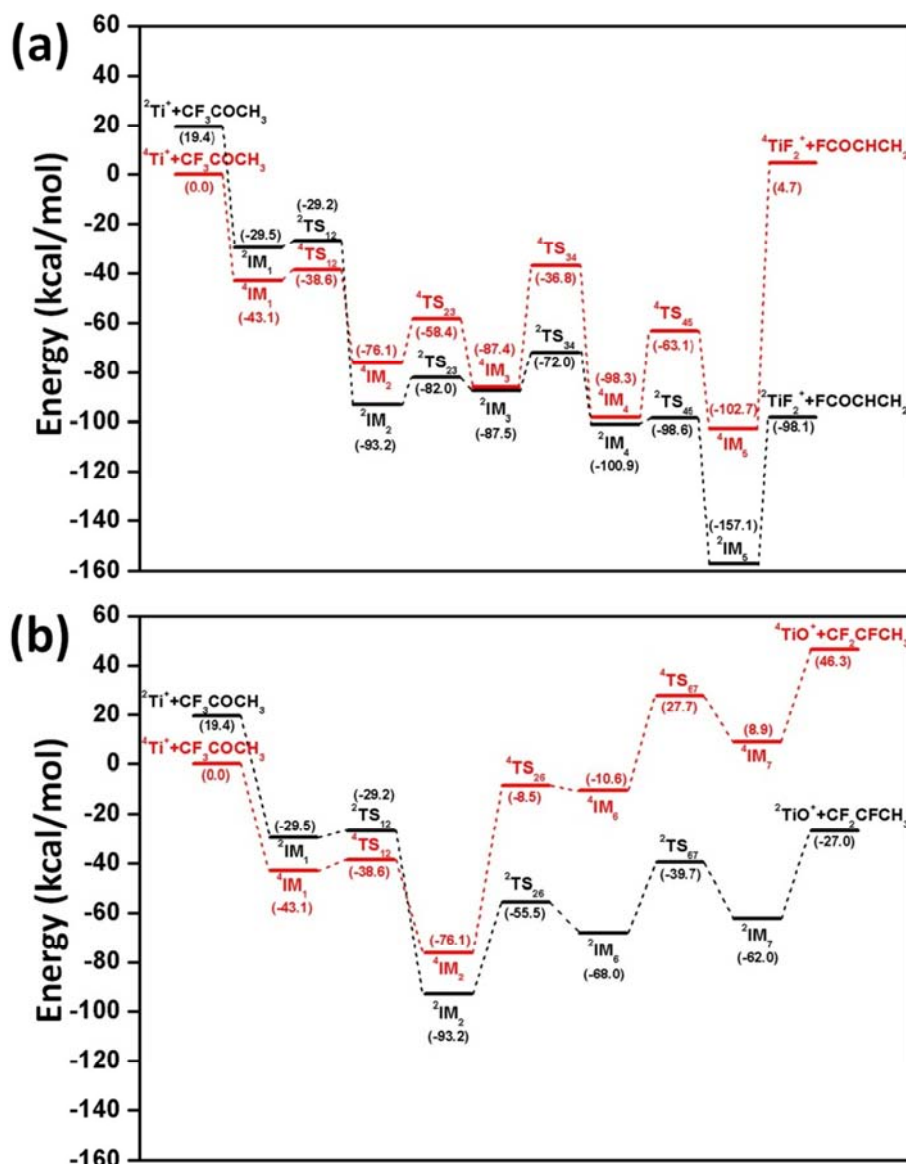 (a)
Energy (kcal/mol)
60
40
20
0
-20
-40
-60
-80
-100
-120
-140
-160
²Ti⁺+CF₃COCH₃
(19.4)
⁴Ti⁺+CF₃COCH₃
(0.0)
(-29.5)
²IM₁
⁴IM₁
(-43.1)
(-29.2)
²TS₁₂
⁴TS₁₂
(-38.6)
(-76.1)
⁴IM₂
²IM₂
(-93.2)
⁴TS₂₃
(-58.4)
²TS₂₃
(-82.0)
(-87.4)
⁴IM₃
²IM₃
(-87.5)
⁴TS₃₄
(-36.8)
²TS₃₄
(-72.0)
(-98.3)
⁴IM₄
²IM₄
(-100.9)
⁴TS₄₅
(-63.1)
²TS₄₅
(-98.6)
(-102.7)
⁴IM₅
(-157.1)
²IM₅
⁴TiF₂⁺+FCOCHCH₂
(4.7)
²TiF₂⁺+FCOCHCH₂
(-98.1)
(b)
Energy (kcal/mol)
60
40
20
0
-20
-40
-60
-80
-100
-120
-140
-160
²Ti⁺+CF₃COCH₃
(19.4)
⁴Ti⁺+CF₃COCH₃
(0.0)
(-29.5)
²IM₁
⁴IM₁
(-43.1)
(-29.2)
²TS₁₂
⁴TS₁₂
(-38.6)
(-76.1)
⁴IM₂
²IM₂
(-93.2)
⁴TS₂₆
(-8.5)
²TS₂₆
(-55.5)
(-10.6)
⁴IM₆
²IM₆
(-68.0)
⁴TS₆₇
(27.7)
²TS₆₇
(-39.7)
(8.9)
⁴IM₇
²IM₇
(-62.0)
⁴TiO⁺+CF₂CFCH₃
(46.3)
²TiO⁺+CF₂CFCH₃
(-27.0)